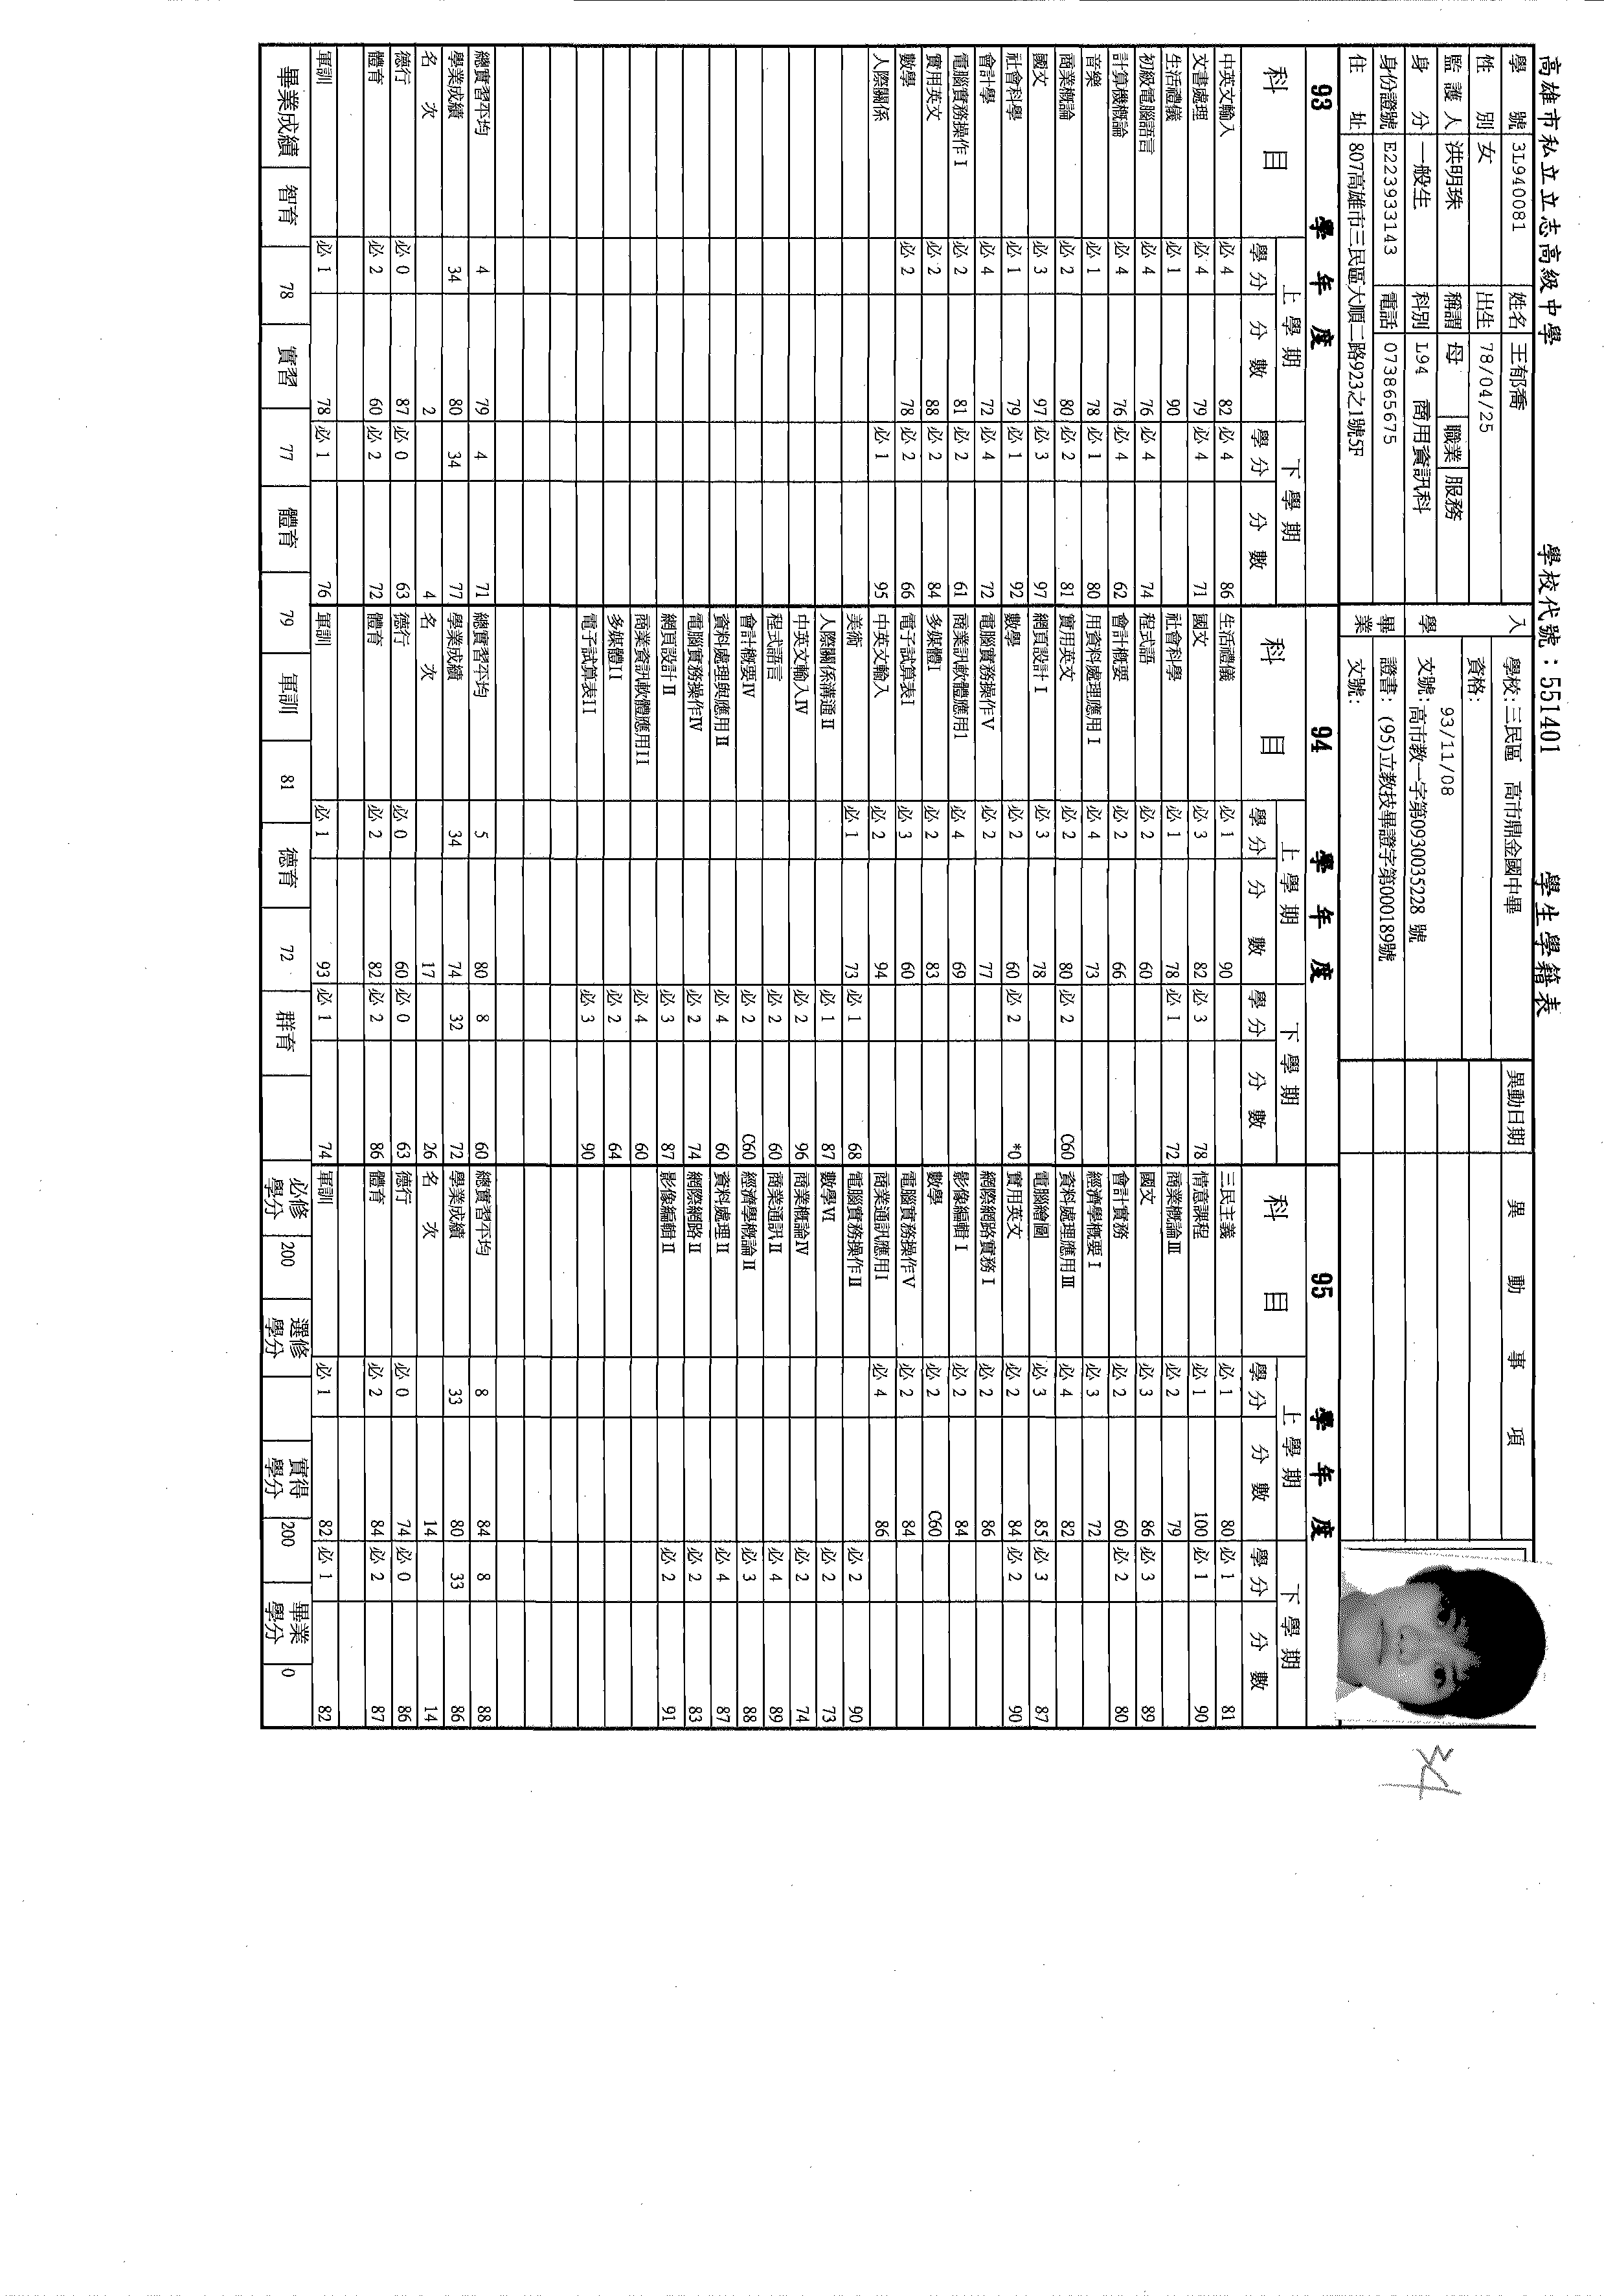 高雄市私立立志高級中學 學校代號：551401 學生學籍表
學號 3L940081 姓名 王郁喬 入 學校：三民區 高市鼎金國中畢 異動日期 異動事項
性別 女 出生 78/04/25 資格：
監護人 洪明珠 稱謂 母 職業 服務 93/11/08
身分 一般生 科別 L94 商用資訊科 學 文號：高市教一字第0930035228 號
身份證號 E223933143 電話 073865675 畢 證書：(95)立教技畢證字第000189號
住址 807高雄市三民區大順二路923之1號5F 業 文號：
93 學年度 94 學年度 95 學年度
科目 上學期 下學期 科目 上學期 下學期 科目 上學期 下學期
學分 分數 學分 分數 學分 分數 學分 分數 學分 分數 學分 分數
中英文輸入 必 4 82 必 4 86 生活禮儀 必 1 90 三民主義 必 1 80 必 1 81
文書處理 必 4 79 必 4 71 國文 必 3 82 必 3 78 情意課程 必 1 100 必 1 90
生活禮儀 必 1 90 社會科學 必 1 78 必 1 72 商業概論Ⅲ 必 2 79
初級電腦語言 必 4 76 必 4 74 程式語 必 2 60 國文 必 3 86 必 3 89
計算機概論 必 4 76 必 4 62 會計概要 必 2 66 會計實務 必 2 60 必 2 80
音樂 必 1 78 必 1 80 用資料處理應用Ⅰ 必 4 73 經濟學概要Ⅰ 必 3 72
商業概論 必 2 80 必 2 81 實用英文 必 2 80 必 2 C60 資料處理應用Ⅲ 必 4 82
國文 必 3 97 必 3 97 網頁設計Ⅰ 必 3 78 電腦繪圖 必 3 85 必 3 87
社會科學 必 1 79 必 1 92 數學 必 2 60 必 2 *0 實用英文 必 2 84 必 2 90
會計學 必 4 72 必 4 72 電腦實務操作Ⅴ 必 2 77 網際網路實務Ⅰ 必 2 86
電腦實務操作Ⅰ 必 2 81 必 2 61 商業訊軟體應用1 必 4 69 影像編輯Ⅰ 必 2 84
實用英文 必 2 88 必 2 84 多媒體I 必 2 83 數學 必 2 C60
數學 必 2 78 必 2 66 電子試算表I 必 3 60 電腦實務操作Ⅴ 必 2 84
人際關係 必 1 95 中英文輸入 必 2 94 商業通訊應用I 必 4 86
美術 必 1 73 必 1 68 電腦實務操作Ⅱ 必 2 90
人際關係溝通Ⅱ 必 1 87 數學VI 必 2 73
中英文輸入Ⅳ 必 2 96 商業概論Ⅳ 必 2 74
程式語言 必 2 60 商業通訊Ⅱ 必 4 89
會計概要Ⅳ 必 2 C60 經濟學概論Ⅱ 必 3 88
資料處理與應用Ⅱ 必 4 60 資料處理Ⅱ 必 4 87
電腦實務操作Ⅳ 必 2 74 網際網路Ⅱ 必 2 83
網頁設計Ⅱ 必 3 87 影像編輯Ⅱ 必 2 91
商業資訊軟體應用II 必 4 60
多媒體II 必 2 64
電子試算表II 必 3 90
總實習平均 4 79 4 71 總實習平均 5 80 8 60 總實習平均 8 84 8 88
學業成績 34 80 34 77 學業成績 34 74 32 72 學業成績 33 80 33 86
名次 2 4 名次 17 26 名次 14 14
德行 必 0 87 必 0 63 德行 必 0 60 必 0 63 德行 必 0 74 必 0 86
體育 必 2 60 必 2 72 體育 必 2 82 必 2 86 體育 必 2 84 必 2 87
軍訓 必 1 78 必 1 76 軍訓 必 1 93 必 1 74 軍訓 必 1 82 必 1 82
畢業成績 智育 78 實習 77 體育 79 軍訓 81 德育 72 群育 必修學分 200 選修學分 實得學分 200 畢業學分 0